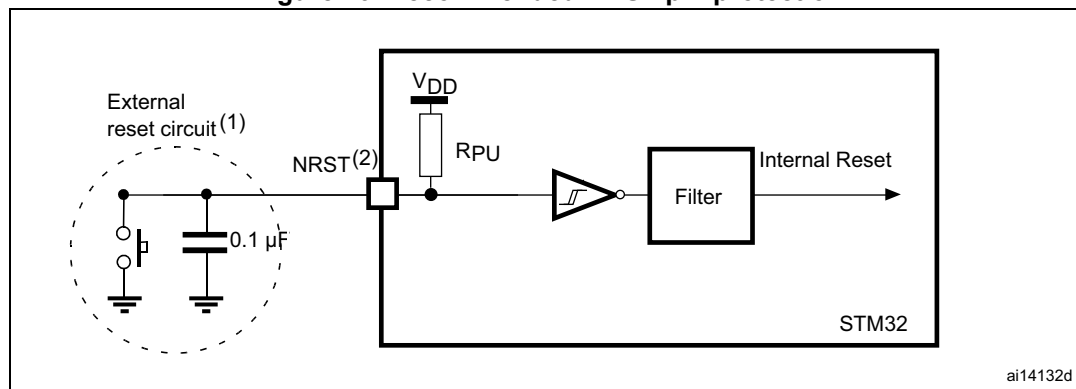 VDD
External
reset circuit(1)
NRST(2)
RPU
Internal Reset
Filter
0.1 µF
STM32
ai14132d